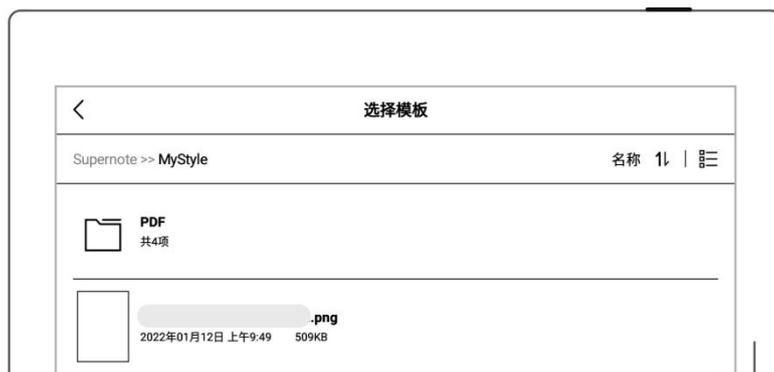 选择模板
Supernote >> MyStyle 名称
PDF
共4项
.png
2022年01月12日 上午9:49 509KB